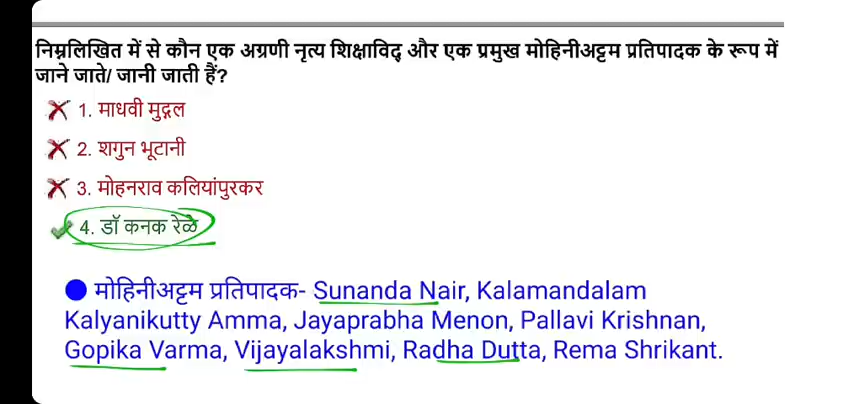 निम्नलिखित में से कौन एक अग्रणी नृत्य शिक्षाविद् और एक प्रमुख मोहिनीअट्टम प्रतिपादक के रूप में
जाने जाते/ जानी जाती हैं?
1. माधवी मुद्गल
2. शगुन भूटानी
3. मोहनराव कलियांपुरकर
4. डॉ कनक रेळे
मोहिनीअट्टम प्रतिपादक- Sunanda Nair, Kalamandalam
Kalyanikutty Amma, Jayaprabha Menon, Pallavi Krishnan,
Gopika Varma, Vijayalakshmi, Radha Dutta, Rema Shrikant.